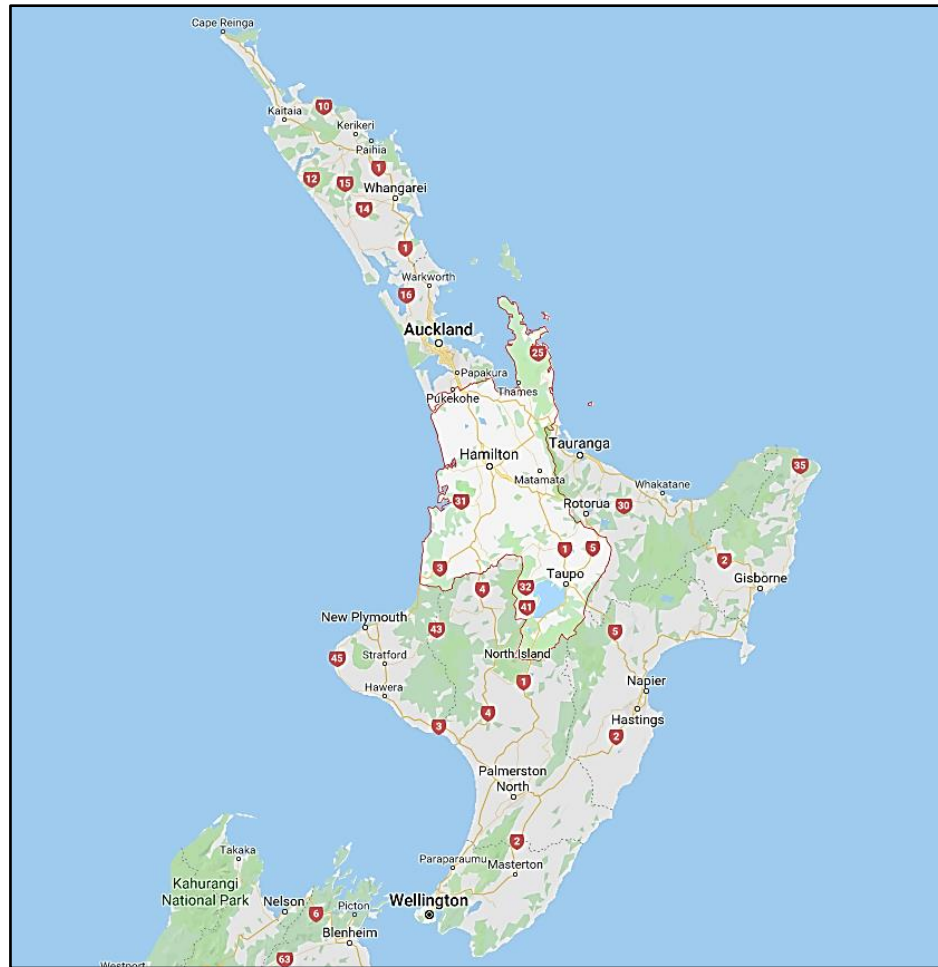 Cape Reinga
10
Kaitaia
Kerikeri
Paihia
1
12
15
Whangarei
14
1
Warkworth
16
Auckland
25
Papakura
Thames
Pukekohe
Tauranga
Hamilton
Matamata
35
Whakatane
31
Rotorua
30
1
5
2
3
Taupo
Gisborne
32
4
41
New Plymouth
43
5
North Island
45
Stratford
1
Napier
Hawera
4
Hastings
3
2
Palmerston
North
2
Takaka
Paraparaumu
Masterton
Kahurangi
National Park
Nelson
6
Picton
Wellington
Blenheim
63
Westport